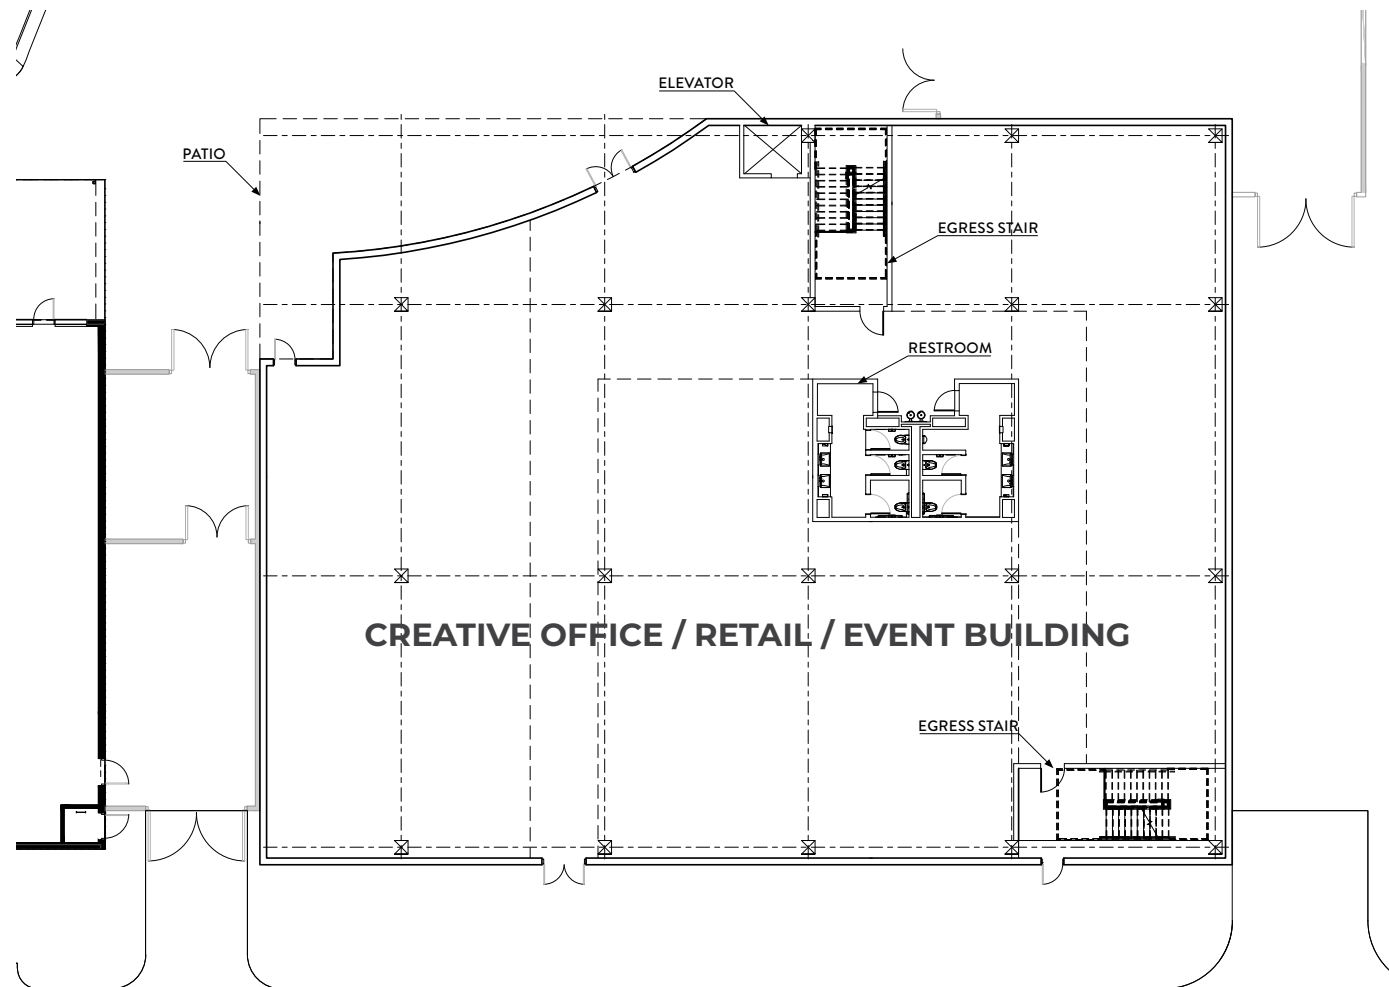 ELEVATOR
PATIO
EGRESS STAIR
RESTROOM
CREATIVE OFFICE / RETAIL / EVENT BUILDING
EGRESS STAIR